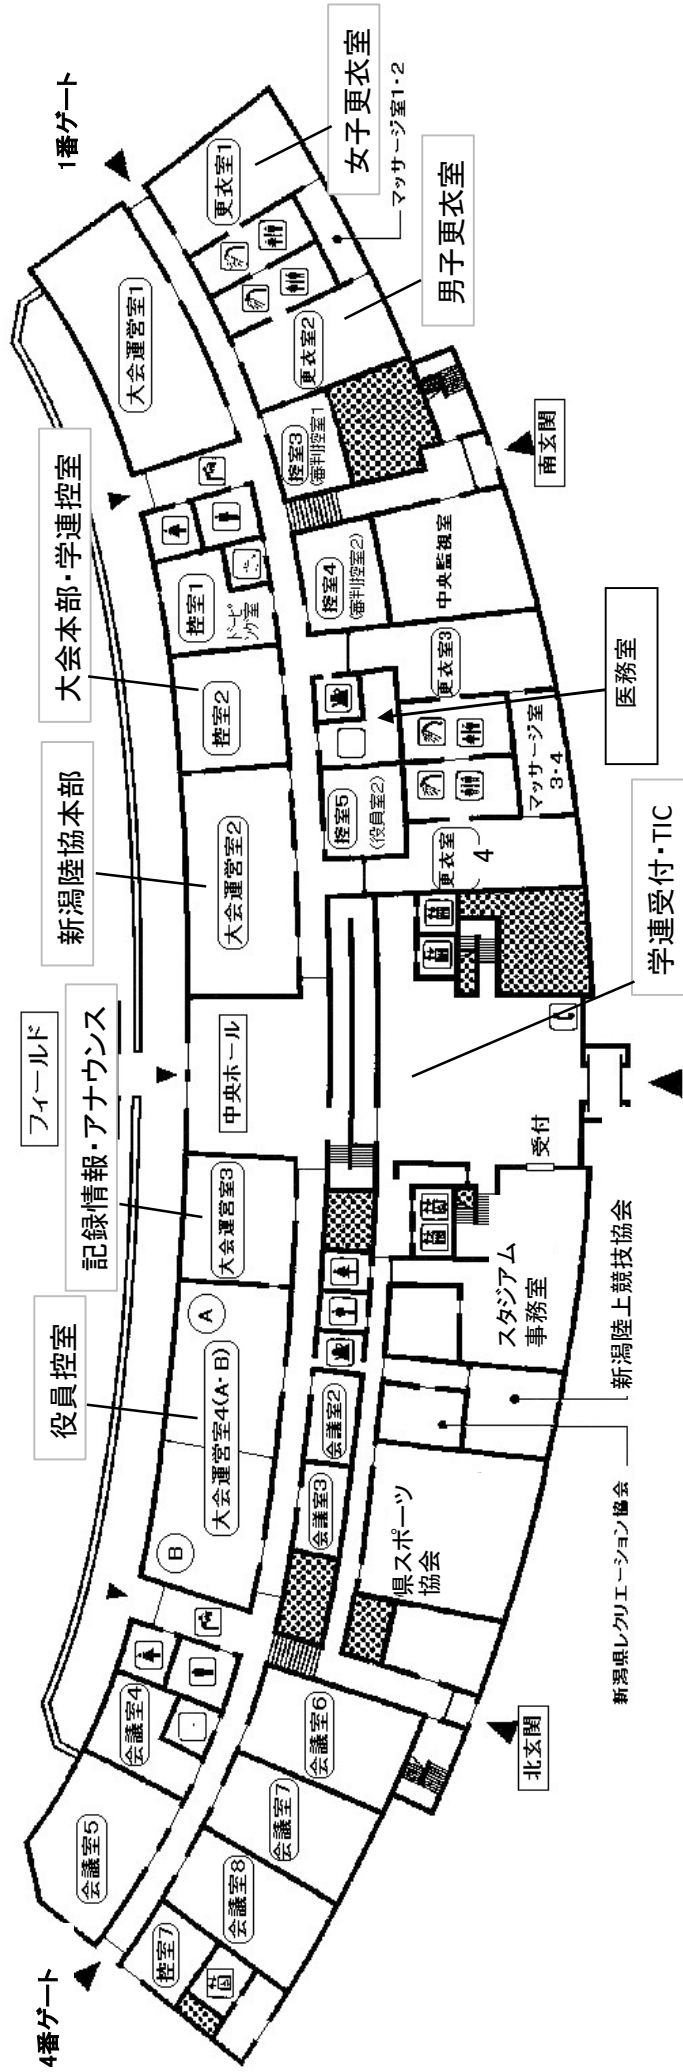 4番ゲート
会議室5
会議室4
控室7
会議室8
会議室7
会議室6
北玄関
役員控室
B
A
大会運営室4(A・B)
会議室3
会議室2
県スポーツ
協会
新潟県レクリエーション協会
新潟陸上競技協会
スタジアム
事務室
受付
フィールド
記録情報・アナウンス
大会運営室3
中央ホール
学連受付・TIC
新潟陸協本部
大会運営室2
大会本部・学連控室
控室2
控室1
ドーピ
ング室
控室5
(役員室2)
更衣室
4
マッサージ室
3・4
更衣室3
医務室
控室4
(審判控室2)
中央監視室
南玄関
控室3
(審判控室1)
大会運営室1
更衣室2
男子更衣室
更衣室1
女子更衣室
マッサージ室1・2
1番ゲート